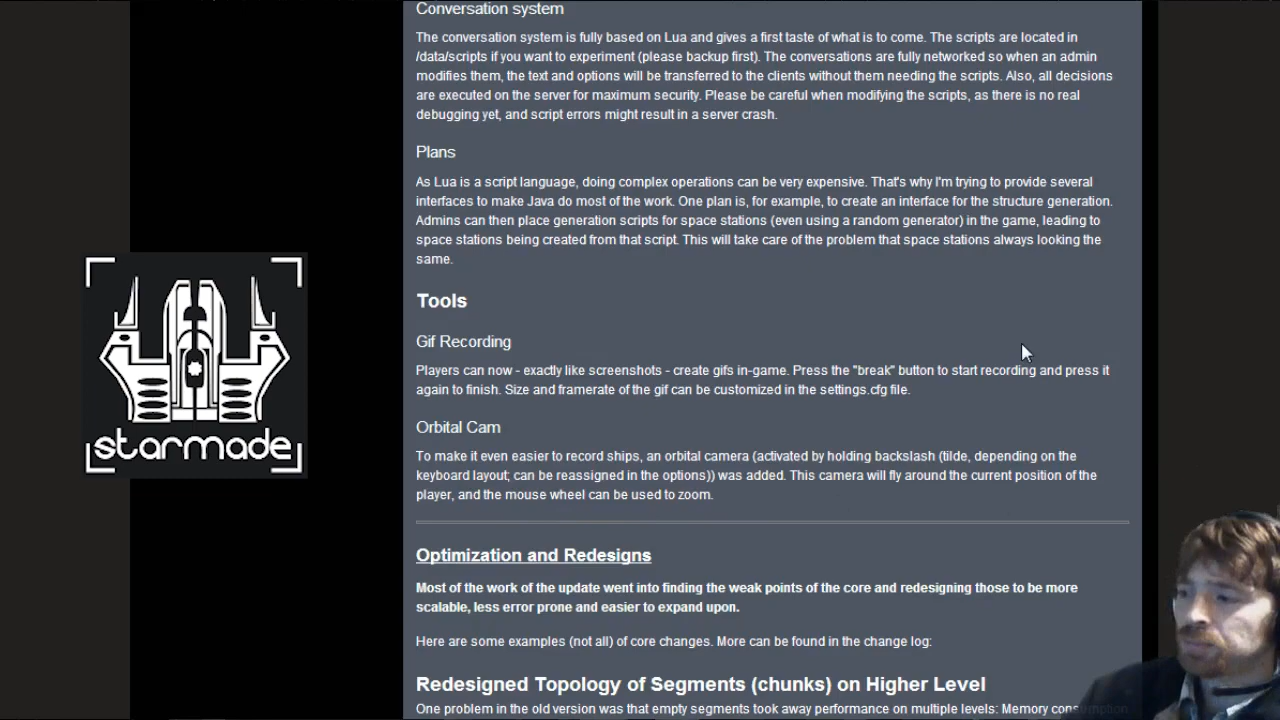 Conversation system
The conversation system is fully based on Lua and gives a first taste of what is to come. The scripts are located in
/data/scripts if you want to experiment (please backup first). The conversations are fully networked so when an admin
modifies them, the text and options will be transferred to the clients without them needing the scripts. Also, all decisions
are executed on the server for maximum security. Please be careful when modifying the scripts, as there is no real
debugging yet, and script errors might result in a server crash.
Plans
As Lua is a script language, doing complex operations can be very expensive. That's why I'm trying to provide several
interfaces to make Java do most of the work. One plan is, for example, to create an interface for the structure generation.
Admins can then place generation scripts for space stations (even using a random generator) in the game, leading to
space stations being created from that script. This will take care of the problem that space stations always looking the
same.
Tools
Gif Recording
Players can now - exactly like screenshots - create gifs in-game. Press the "break" button to start recording and press it
again to finish. Size and framerate of the gif can be customized in the settings.cfg file.
Orbital Cam
To make it even easier to record ships, an orbital camera (activated by holding backslash (tilde, depending on the
keyboard layout; can be reassigned in the options)) was added. This camera will fly around the current position of the
player, and the mouse wheel can be used to zoom.
starmade
Optimization and Redesigns
Most of the work of the update went into finding the weak points of the core and redesigning those to be more
scalable, less error prone and easier to expand upon.
Here are some examples (not all) of core changes. More can be found in the change log:
Redesigned Topology of Segments (chunks) on Higher Level
One problem in the old version was that empty segments took away performance on multiple levels: Memory